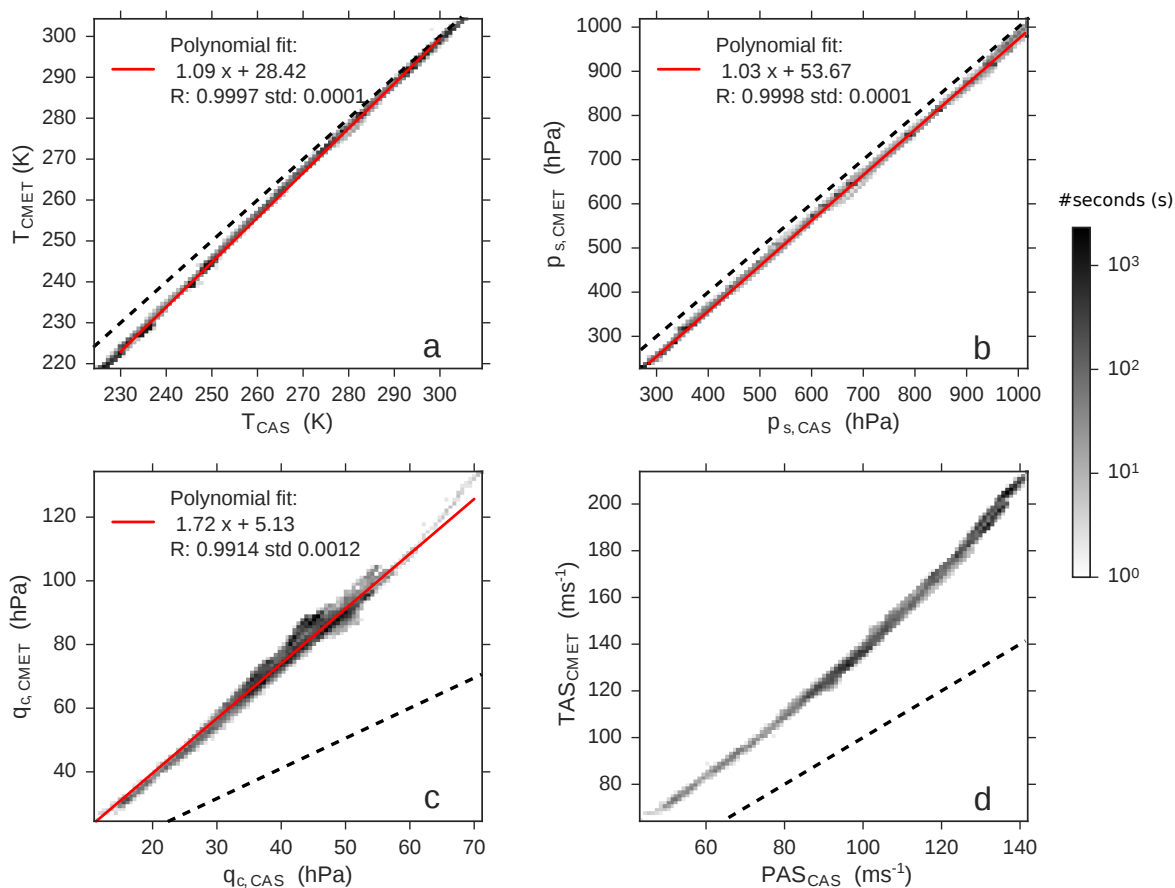 Polynomial fit:
1.09 x + 28.42
R: 0.9997 std: 0.0001
300
290
280
270
260
250
240
230
220
T_CMET (K)
230 240 250 260 270 280 290 300
T_CAS (K)
a
Polynomial fit:
1.03 x + 53.67
R: 0.9998 std: 0.0001
1000
900
800
700
600
500
400
300
p_s,CMET (hPa)
300 400 500 600 700 800 900 1000
p_s,CAS (hPa)
b
#seconds (s)
10³
10²
10¹
10⁰
Polynomial fit:
1.72 x + 5.13
R: 0.9914 std 0.0012
120
100
80
60
40
q_c,CMET (hPa)
20 30 40 50 60 70
q_c,CAS (hPa)
c
200
180
160
140
120
100
80
TAS_CMET (ms⁻¹)
60 80 100 120 140
PAS_CAS (ms⁻¹)
d